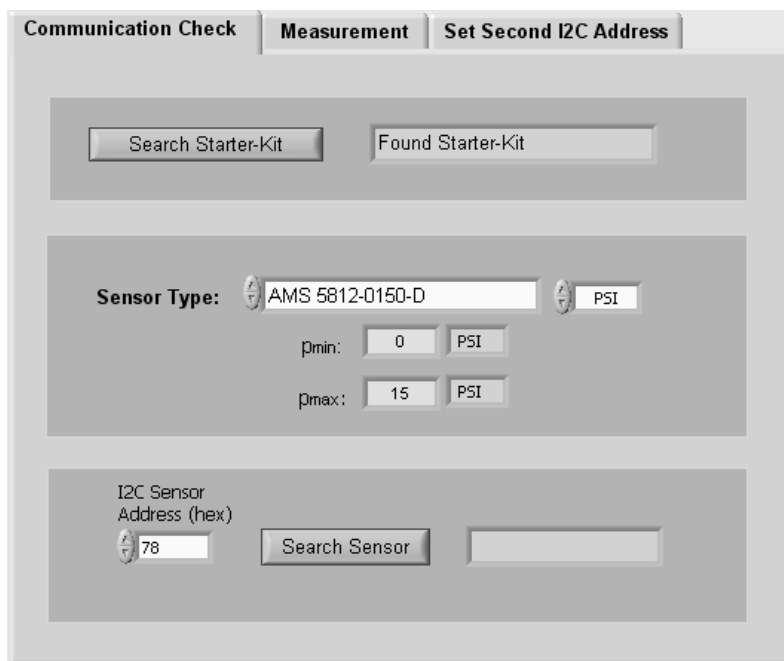 Communication Check Measurement Set Second I2C Address
Search Starter-Kit Found Starter-Kit
Sensor Type: AMS 5812-0150-D PSI
pmin: 0 PSI
pmax: 15 PSI
I2C Sensor
Address (hex)
78 Search Sensor